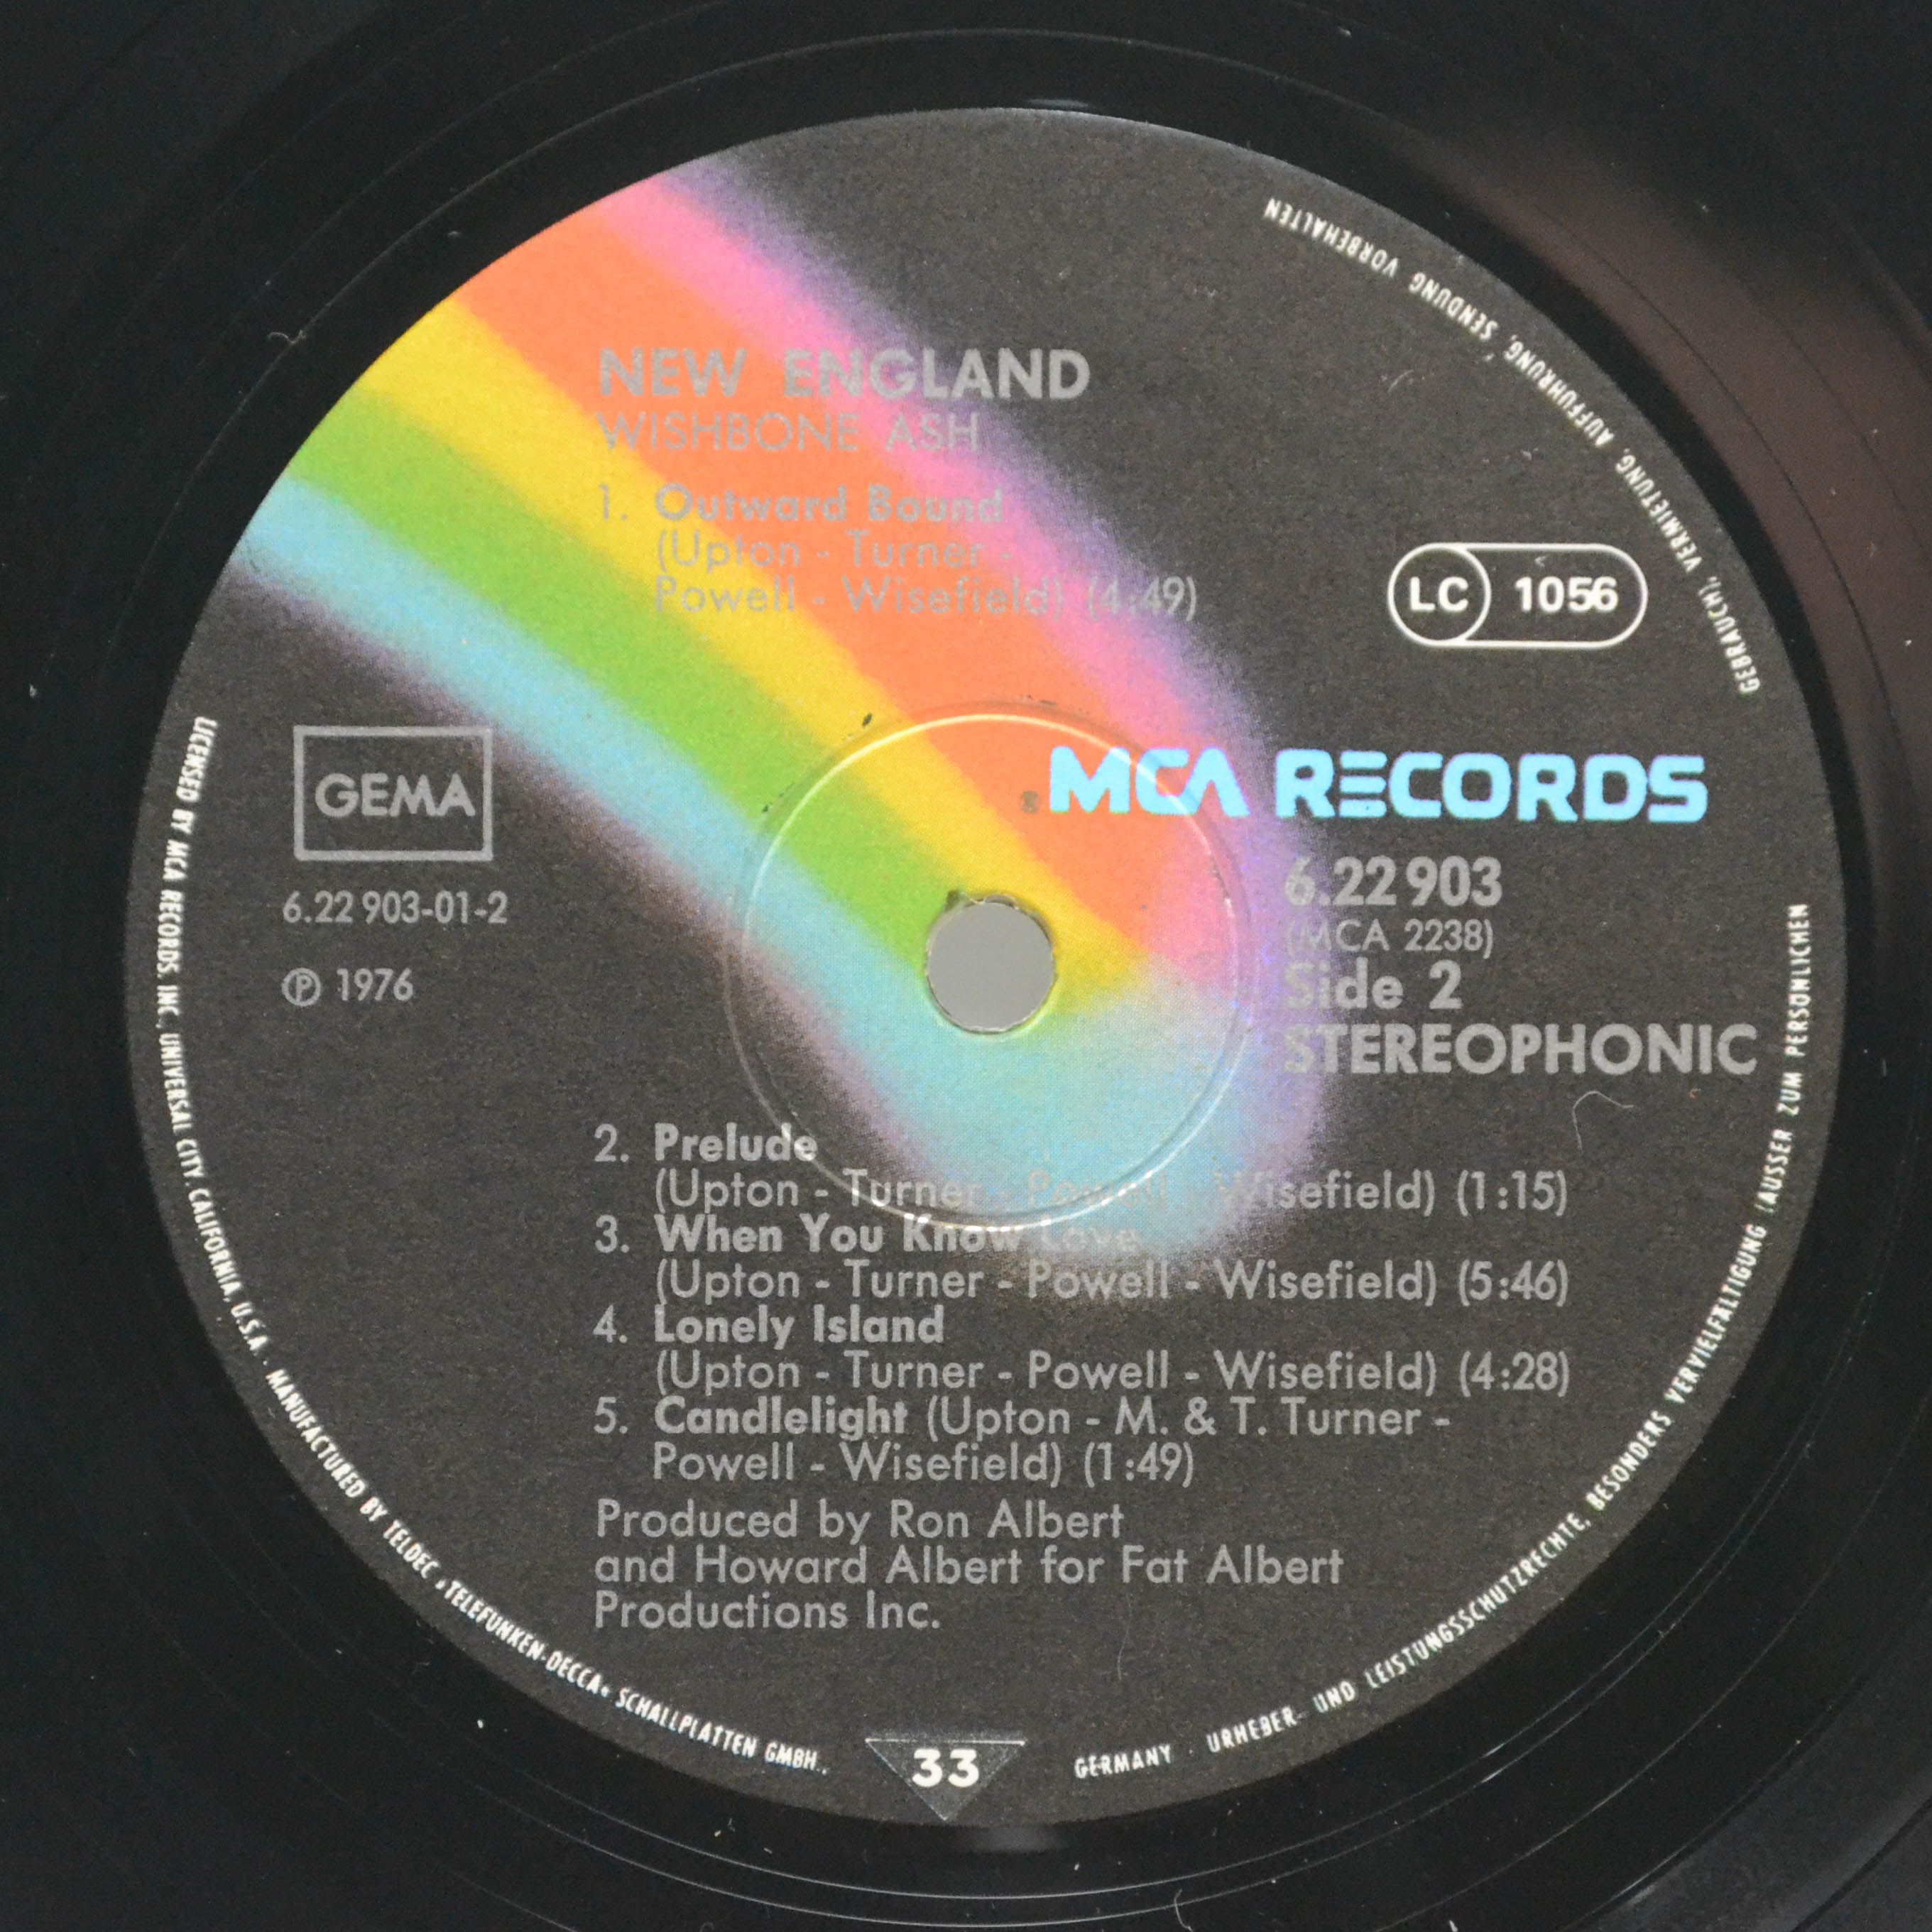 NEW ENGLAND
WISHBONE ASH
1. Outward Bound
(Upton - Turner -
Powell - Wisefield) (4:49)
LC 1056
GEMA
6.22 903-01-2
℗ 1976
® MCA RECORDS
6.22 903
(MCA 2238)
Side 2
STEREOPHONIC
2. Prelude
(Upton - Turner - Powell - Wisefield) (1:15)
3. When You Know Love
(Upton - Turner - Powell - Wisefield) (5:46)
4. Lonely Island
(Upton - Turner - Powell - Wisefield) (4:28)
5. Candlelight (Upton - M. & T. Turner -
Powell - Wisefield) (1:49)
Produced by Ron Albert
and Howard Albert for Fat Albert
Productions Inc.
33
LICENSED BY MCA RECORDS, INC., UNIVERSAL CITY, CALIFORNIA, U.S.A. · MANUFACTURED BY TELDEC »TELEFUNKEN-DECCA« SCHALLPLATTEN GMBH., GERMANY · URHEBER- UND LEISTUNGSSCHUTZRECHTE, BESONDERS VERVIELFÄLTIGUNG (AUSSER ZUM PERSÖNLICHEN GEBRAUCH), VERMIETUNG, AUFFÜHRUNG, SENDUNG VORBEHALTEN